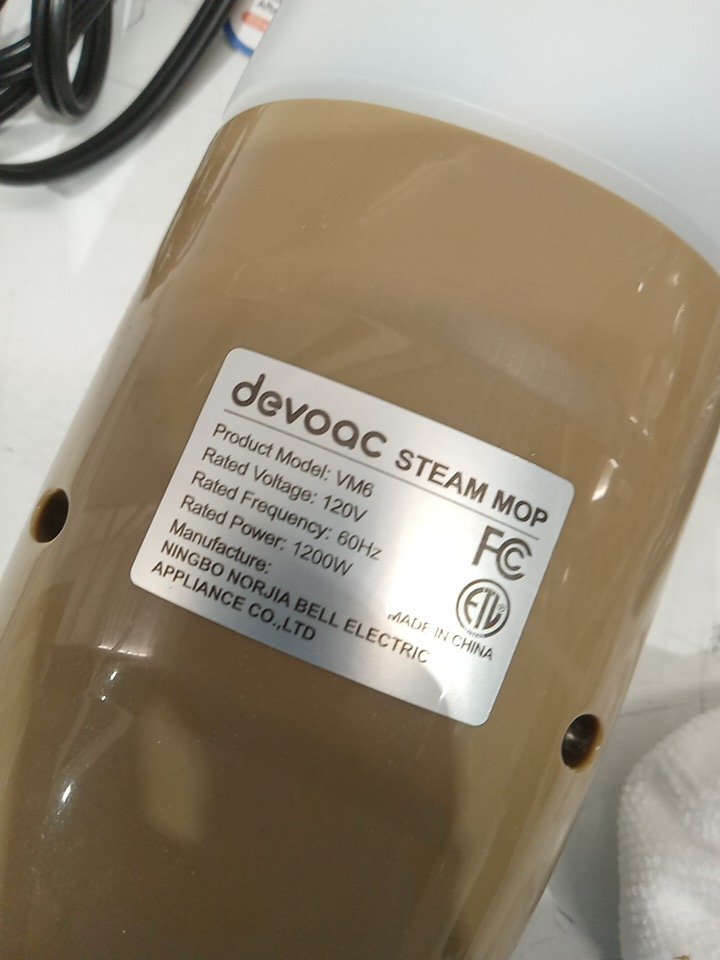 devoac STEAM MOP
Product Model: VM6
Rated Voltage: 120V
Rated Frequency: 60Hz
Rated Power: 1200W
Manufacture:
NINGBO NORJIA BELL ELECTRIC
APPLIANCE CO.,LTD
FC
ETL
MADE IN CHINA